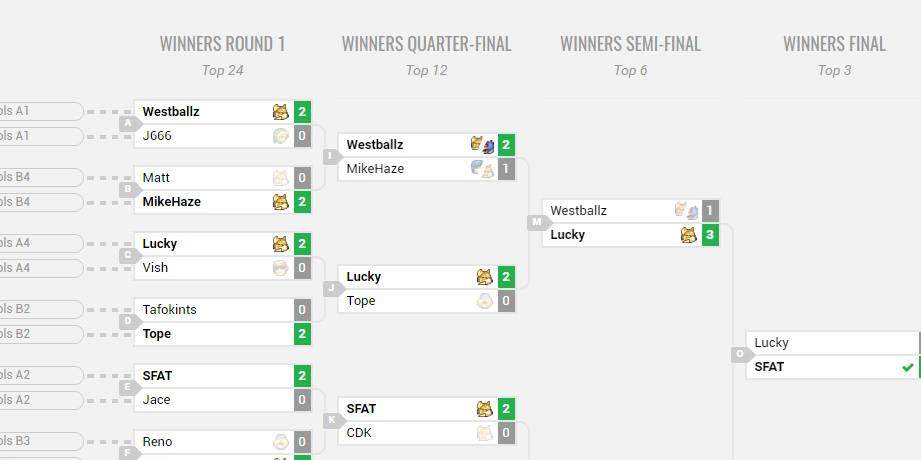 WINNERS ROUND 1
Top 24
WINNERS QUARTER-FINAL
Top 12
WINNERS SEMI-FINAL
Top 6
WINNERS FINAL
Top 3
ols A1
Westballz 2
A
ols A1
J666 0
ols B4
Matt 0
B
ols B4
MikeHaze 2
I
Westballz 2
MikeHaze 1
ols A4
Lucky 2
C
ols A4
Vish 0
ols B2
Tafokints 0
D
ols B2
Tope 2
J
Lucky 2
Tope 0
M
Westballz 1
Lucky 3
ols A2
SFAT 2
E
ols A2
Jace 0
ols B3
Reno 0
F
K
SFAT 2
CDK 0
O
Lucky
SFAT